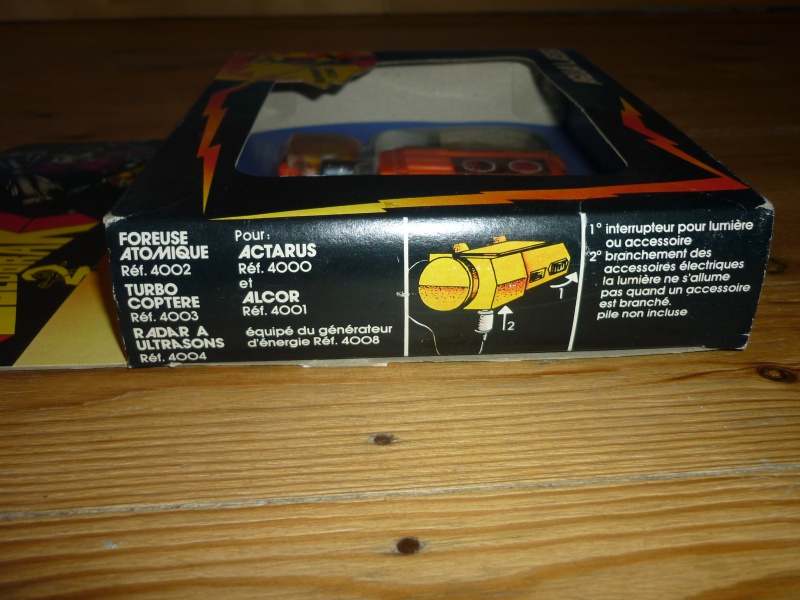 FOREUSE
ATOMIQUE
Réf. 4002
TURBO
COPTERE
Réf. 4003
RADAR A
ULTRASONS
Réf. 4004
Pour :
ACTARUS
Réf. 4000
et
ALCOR
Réf. 4001
équipé du générateur
d'énergie Réf. 4008
1
2
1° interrupteur pour lumière
ou accessoire
2° branchement des
accessoires électriques
la lumière ne s'allume
pas quand un accessoire
est branché.
pile non incluse